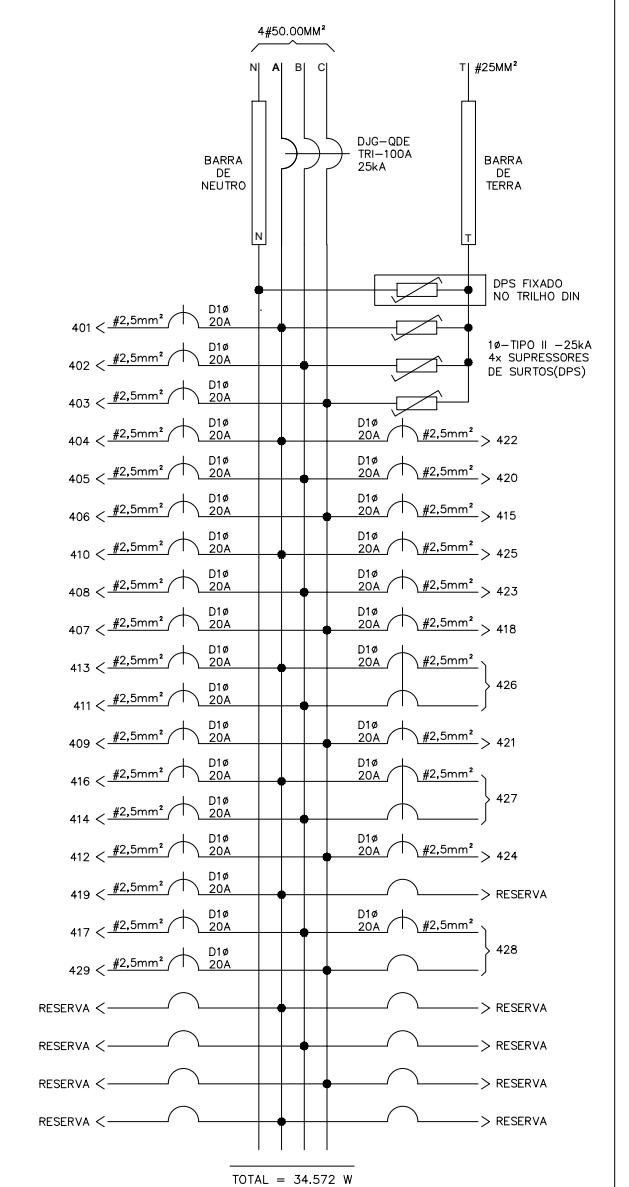 4#50.00MM²
N A B C T #25MM²
DJG-QDE
TRI-100A
25kA
BARRA
DE
NEUTRO
BARRA
DE
TERRA
N T
DPS FIXADO
NO TRILHO DIN
1ø-TIPO II -25kA
4x SUPRESSORES
DE SURTOS(DPS)
401 #2,5mm² D1ø 20A
402 #2,5mm² D1ø 20A
403 #2,5mm² D1ø 20A
404 #2,5mm² D1ø 20A D1ø 20A #2,5mm² 422
405 #2,5mm² D1ø 20A D1ø 20A #2,5mm² 420
406 #2,5mm² D1ø 20A D1ø 20A #2,5mm² 415
410 #2,5mm² D1ø 20A D1ø 20A #2,5mm² 425
408 #2,5mm² D1ø 20A D1ø 20A #2,5mm² 423
407 #2,5mm² D1ø 20A D1ø 20A #2,5mm² 418
413 #2,5mm² D1ø 20A D1ø 20A #2,5mm² 426
411 #2,5mm² D1ø 20A
409 #2,5mm² D1ø 20A D1ø 20A #2,5mm² 421
416 #2,5mm² D1ø 20A D1ø 20A #2,5mm² 427
414 #2,5mm² D1ø 20A
412 #2,5mm² D1ø 20A D1ø 20A #2,5mm² 424
419 #2,5mm² D1ø 20A RESERVA
417 #2,5mm² D1ø 20A D1ø 20A #2,5mm² 428
429 #2,5mm² D1ø 20A
RESERVA RESERVA
RESERVA RESERVA
RESERVA RESERVA
RESERVA RESERVA
TOTAL = 34.572 W